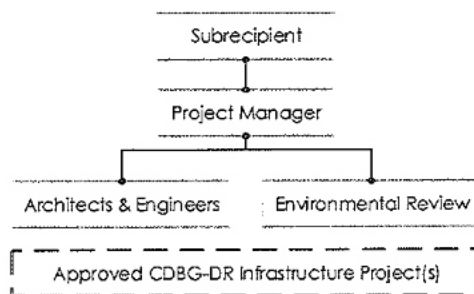 Subrecipient
Project Manager
Architects & Engineers
Environmental Review
Approved CDBG-DR Infrastructure Project(s)